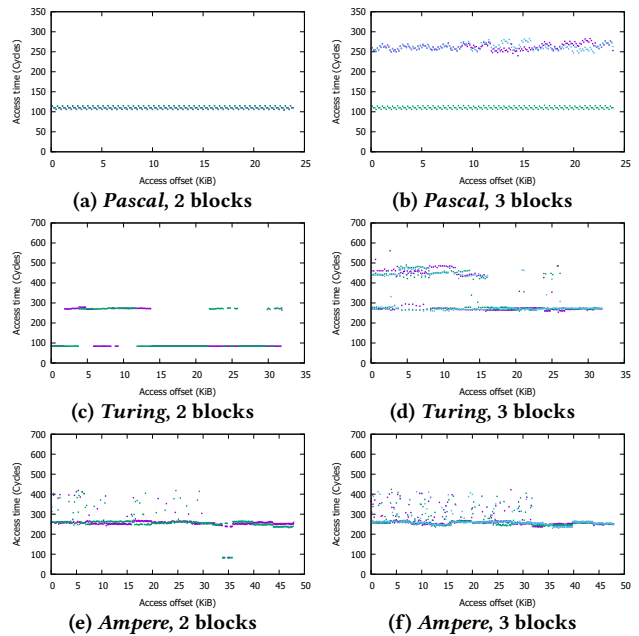 350
300
250
200
150
100
50
0
0 5 10 15 20 25
Access time (Cycles)
Access offset (KiB)
(a) Pascal, 2 blocks
350
300
250
200
150
100
50
0
0 5 10 15 20 25
Access time (Cycles)
Access offset (KiB)
(b) Pascal, 3 blocks
700
600
500
400
300
200
100
0
0 5 10 15 20 25 30 35
Access time (Cycles)
Access offset (KiB)
(c) Turing, 2 blocks
700
600
500
400
300
200
100
0
0 5 10 15 20 25 30 35
Access time (Cycles)
Access offset (KiB)
(d) Turing, 3 blocks
700
600
500
400
300
200
100
0
0 5 10 15 20 25 30 35 40 45 50
Access time (Cycles)
Access offset (KiB)
(e) Ampere, 2 blocks
700
600
500
400
300
200
100
0
0 5 10 15 20 25 30 35 40 45 50
Access time (Cycles)
Access offset (KiB)
(f) Ampere, 3 blocks